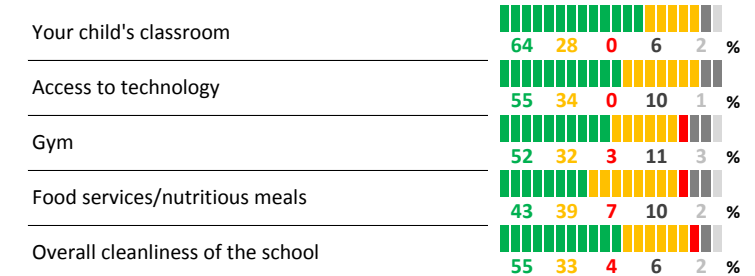 Your child's classroom
64 28 0 6 2 %
Access to technology
55 34 0 10 1 %
Gym
52 32 3 11 3 %
Food services/nutritious meals
43 39 7 10 2 %
Overall cleanliness of the school
55 33 4 6 2 %